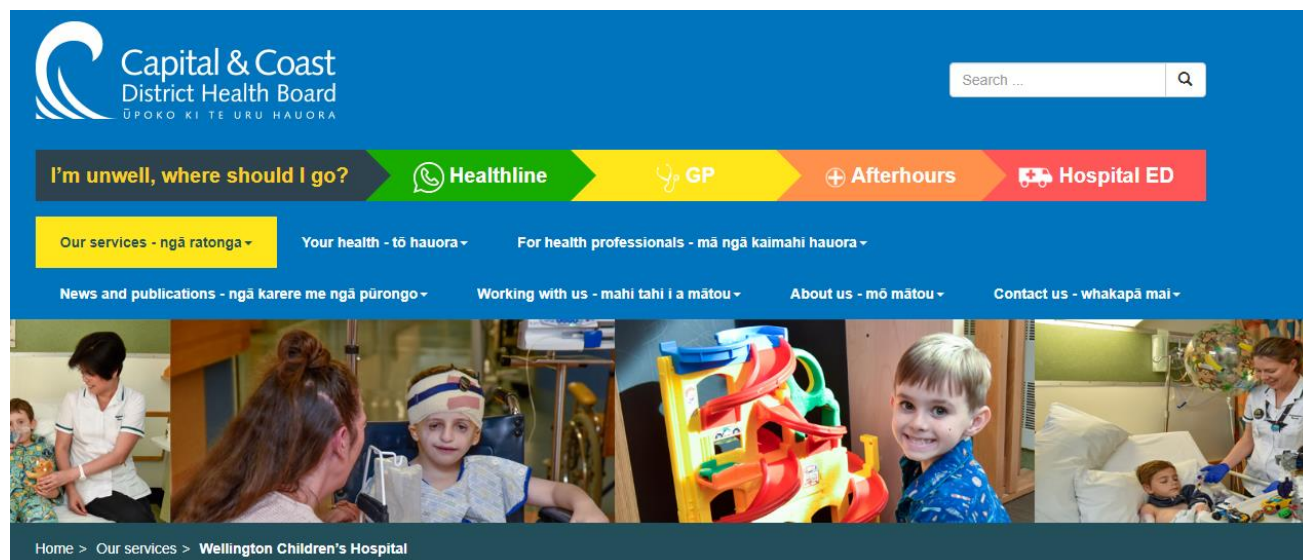 Capital & Coast
District Health Board
ŪPOKO KI TE URU HAUORA
Search ...
I'm unwell, where should I go?
Healthline
GP
Afterhours
Hospital ED
Our services - ngā ratonga
Your health - tō hauora
For health professionals - mā ngā kaimahi hauora
News and publications - ngā karere me ngā pūrongo
Working with us - mahi tahi i a mātou
About us - mō mātou
Contact us - whakapā mai
Home > Our services > Wellington Children's Hospital